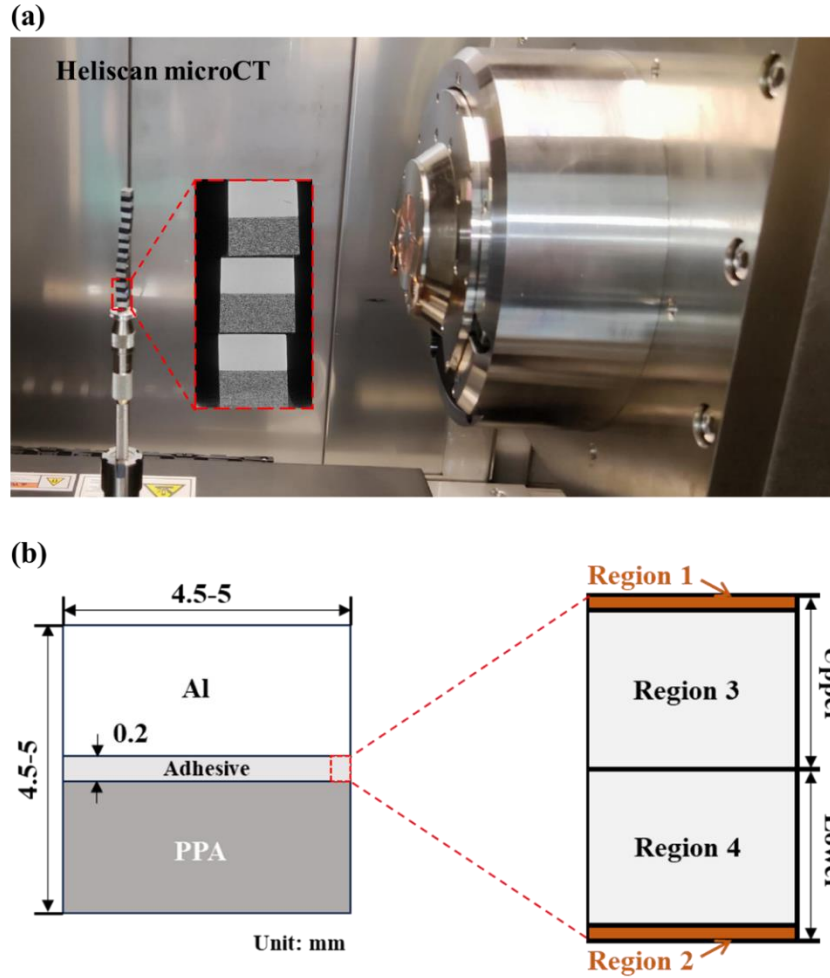 (a)
Heliscan microCT
(b)
4.5-5
Al
0.2
Adhesive
4.5-5
PPA
Unit: mm
Region 1
Region 3
Upper
Region 4
Lower
Region 2